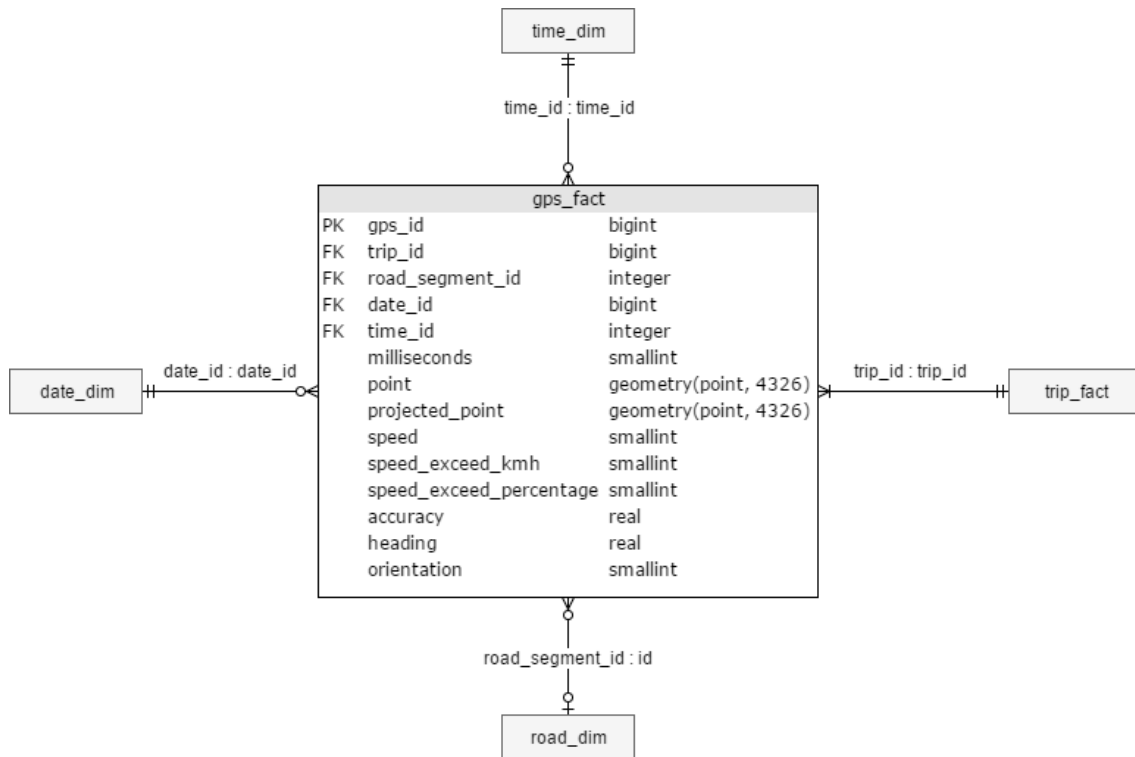 time_dim
time_id : time_id
gps_fact
PK gps_id bigint
FK trip_id bigint
FK road_segment_id integer
FK date_id bigint
FK time_id integer
milliseconds smallint
date_id : date_id
trip_id : trip_id
date_dim
point geometry(point, 4326)
trip_fact
projected_point geometry(point, 4326)
speed smallint
speed_exceed_kmh smallint
speed_exceed_percentage smallint
accuracy real
heading real
orientation smallint
road_segment_id : id
road_dim